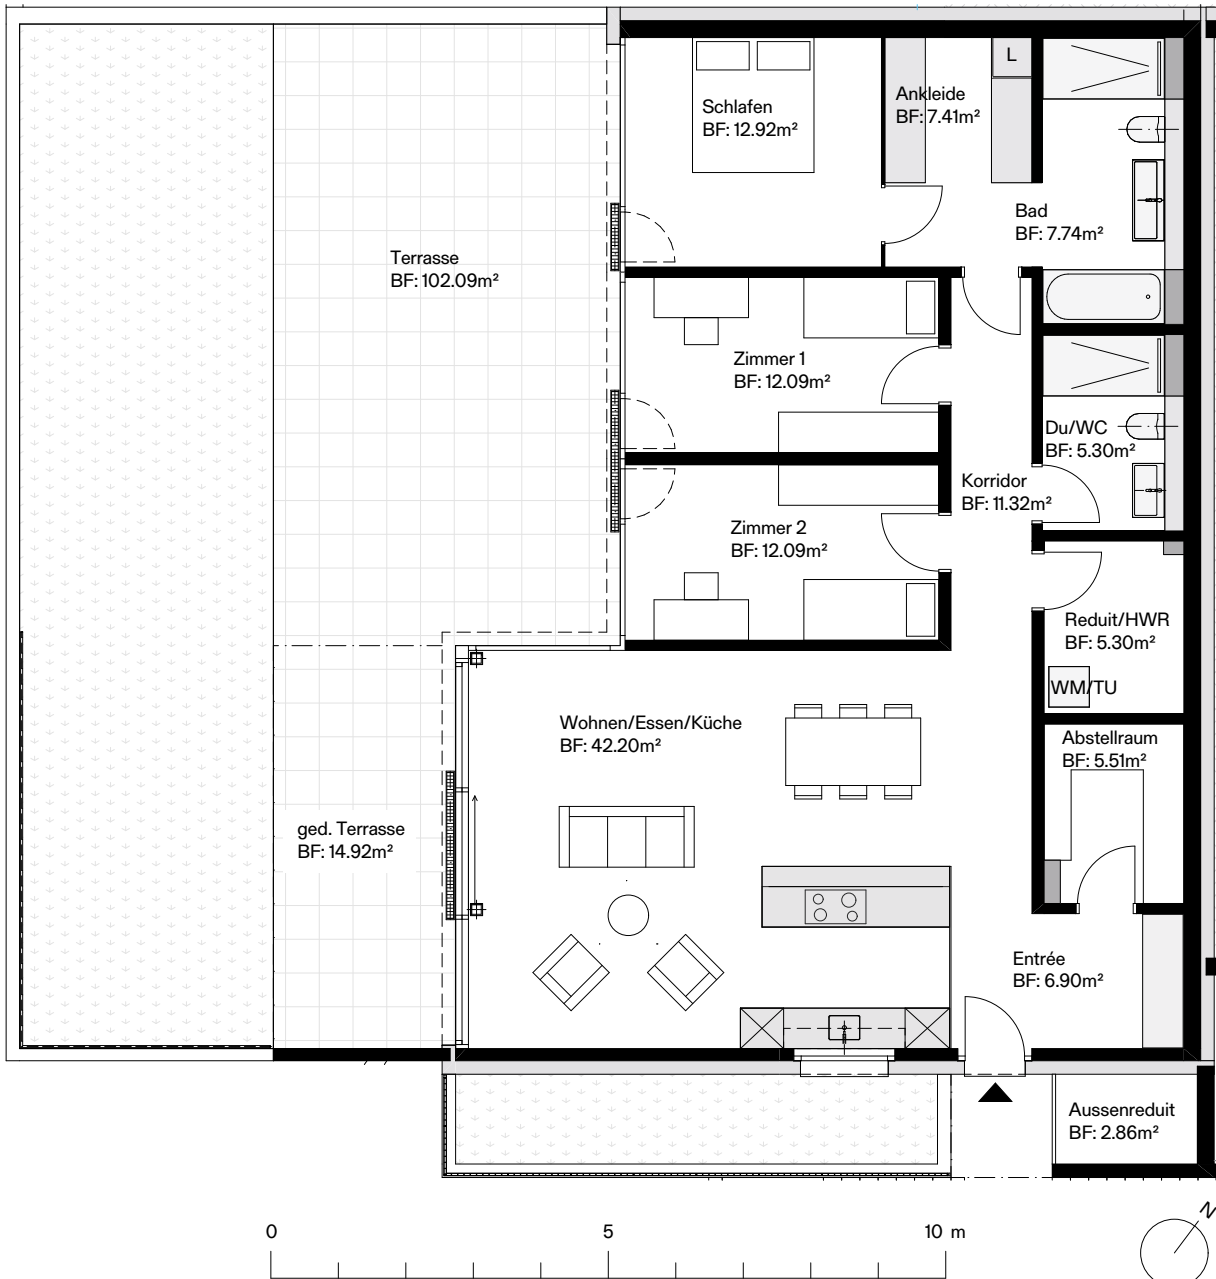 L
Schlafen
BF: 12.92m²
Ankleide
BF: 7.41m²
Bad
BF: 7.74m²
Terrasse
BF: 102.09m²
Zimmer 1
BF: 12.09m²
Du/WC
BF: 5.30m²
Korridor
BF: 11.32m²
Zimmer 2
BF: 12.09m²
Reduit/HWR
BF: 5.30m²
WM/TU
Wohnen/Essen/Küche
BF: 42.20m²
Abstellraum
BF: 5.51m²
ged. Terrasse
BF: 14.92m²
Entrée
BF: 6.90m²
Aussenreduit
BF: 2.86m²
0 5 10 m
N